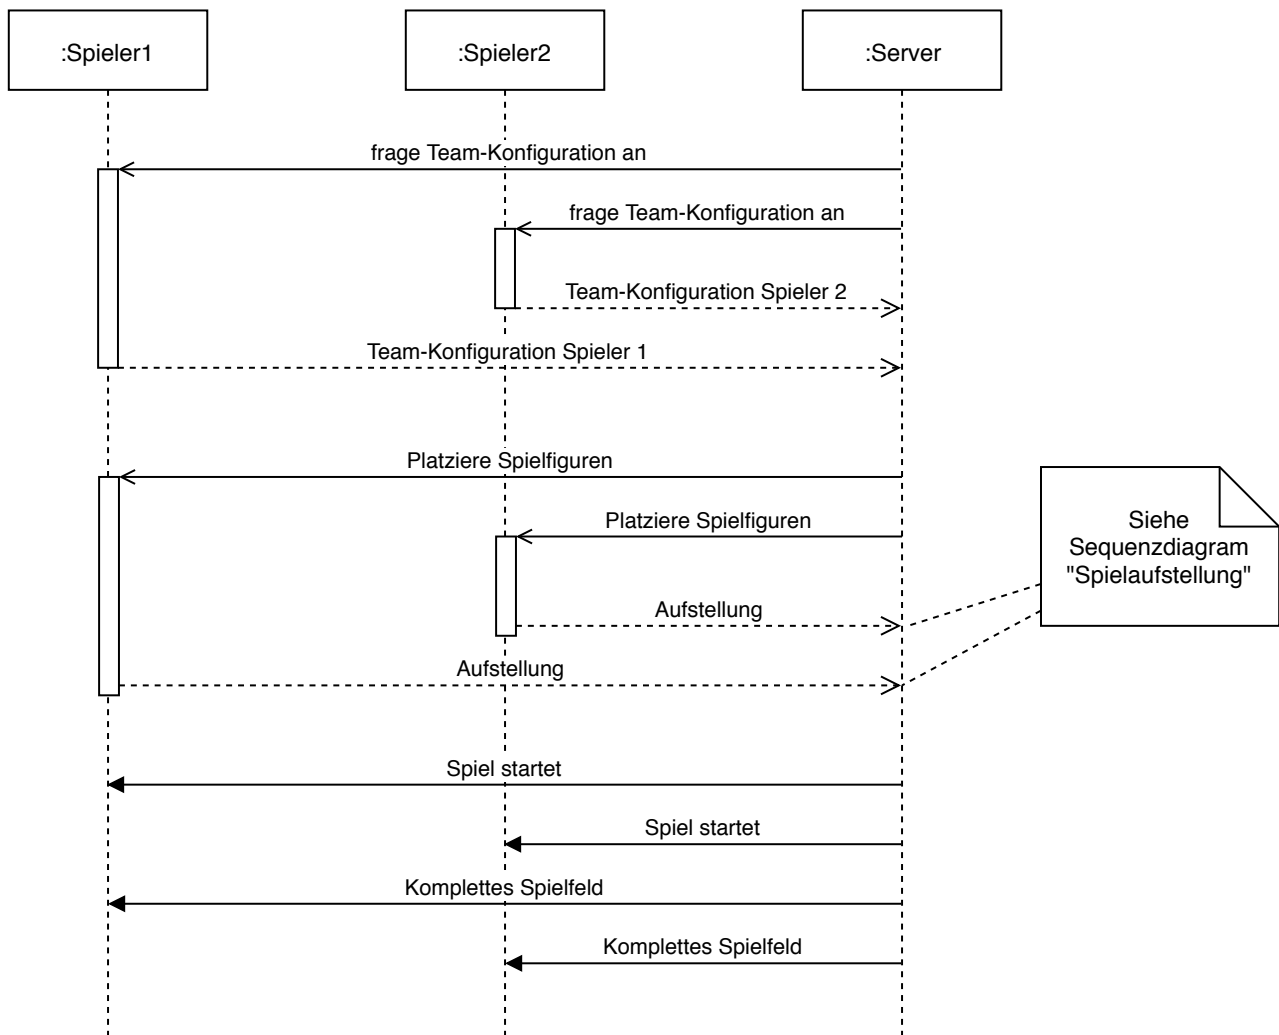 :Spieler1
:Spieler2
:Server
frage Team-Konfiguration an
frage Team-Konfiguration an
Team-Konfiguration Spieler 2
Team-Konfiguration Spieler 1
Platziere Spielfiguren
Platziere Spielfiguren
Siehe
Sequenzdiagram
"Spielaufstellung"
Aufstellung
Aufstellung
Spiel startet
Spiel startet
Komplettes Spielfeld
Komplettes Spielfeld